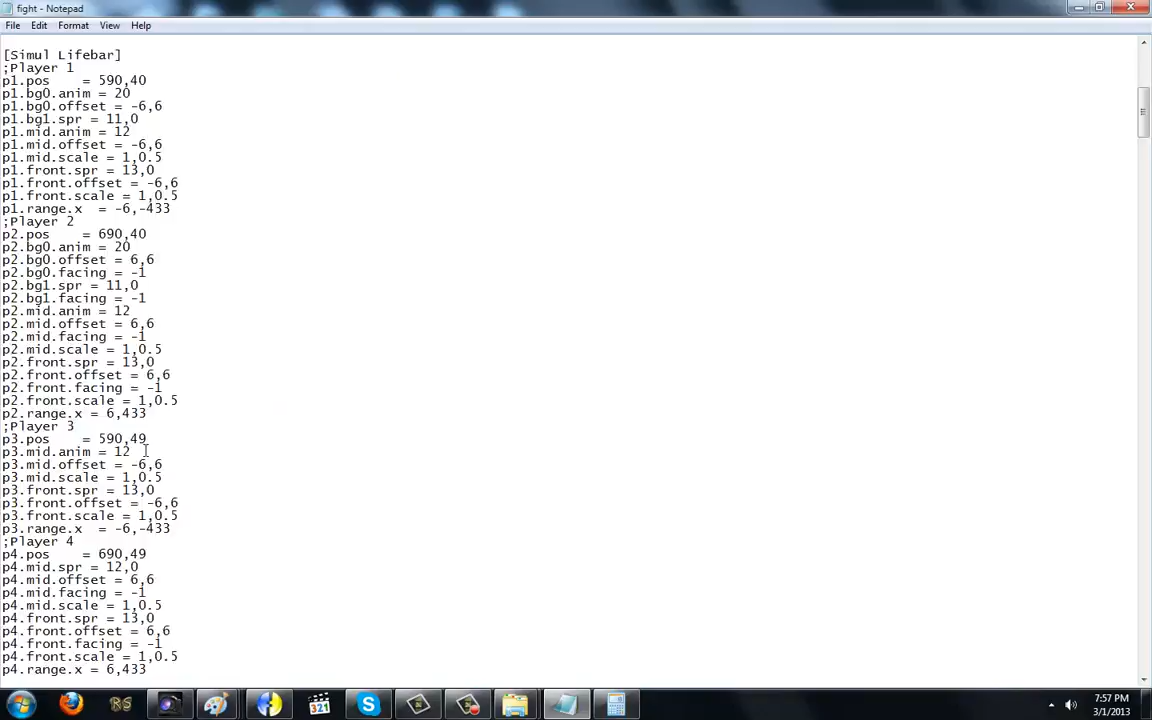 fight - Notepad
File Edit Format View Help
[Simul Lifebar]
;Player 1
p1.pos    = 590,40
p1.bg0.anim = 20
p1.bg0.offset = -6,6
p1.bg1.spr = 11,0
p1.mid.anim = 12
p1.mid.offset = -6,6
p1.mid.scale = 1,0.5
p1.front.spr = 13,0
p1.front.offset = -6,6
p1.front.scale = 1,0.5
p1.range.x  = -6,-433
;Player 2
p2.pos    = 690,40
p2.bg0.anim = 20
p2.bg0.offset = 6,6
p2.bg0.facing = -1
p2.bg1.spr = 11,0
p2.bg1.facing = -1
p2.mid.anim = 12
p2.mid.offset = 6,6
p2.mid.facing = -1
p2.mid.scale = 1,0.5
p2.front.spr = 13,0
p2.front.offset = 6,6
p2.front.facing = -1
p2.front.scale = 1,0.5
p2.range.x = 6,433
;Player 3
p3.pos    = 590,49
p3.mid.anim = 12
p3.mid.offset = -6,6
p3.mid.scale = 1,0.5
p3.front.spr = 13,0
p3.front.offset = -6,6
p3.front.scale = 1,0.5
p3.range.x  = -6,-433
;Player 4
p4.pos    = 690,49
p4.mid.spr = 12,0
p4.mid.offset = 6,6
p4.mid.facing = -1
p4.mid.scale = 1,0.5
p4.front.spr = 13,0
p4.front.offset = 6,6
p4.front.facing = -1
p4.front.scale = 1,0.5
p4.range.x = 6,433
RS
321
7:57 PM
3/1/2013